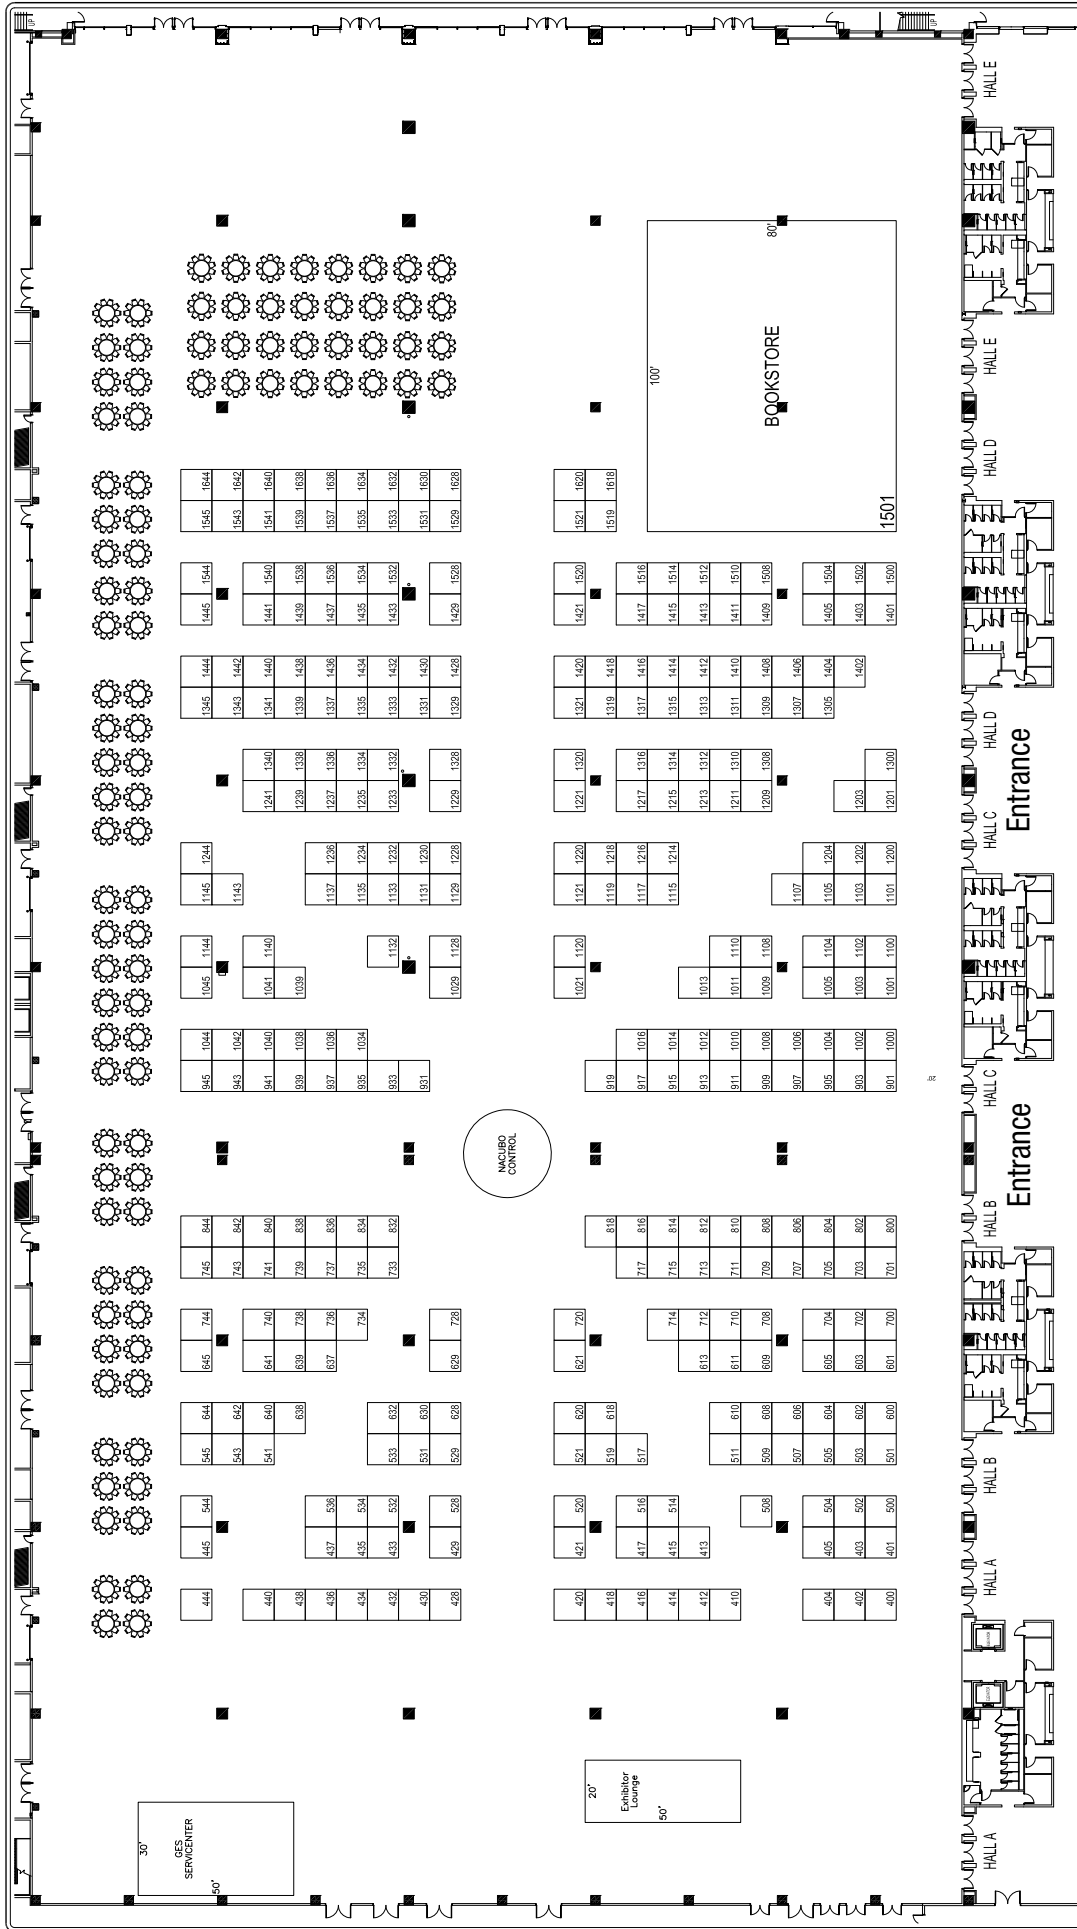 UP
UP
HALL E
80'
100'
BOOKSTORE
1501
HALL E
HALL D
1644 1642 1640 1638 1636 1634 1632 1630 1628 1620 1618
1545 1543 1541 1539 1537 1535 1533 1531 1529 1521 1519
1544 1540 1538 1536 1534 1532 1528 1520 1516 1514 1512 1510 1508 1504 1502 1500
1445 1441 1439 1437 1435 1433 1429 1421 1417 1415 1413 1411 1409 1405 1403 1401
1444 1442 1440 1438 1436 1434 1432 1430 1428 1420 1418 1416 1414 1412 1410 1408 1406 1404 1402
1345 1343 1341 1339 1337 1335 1333 1331 1329 1321 1319 1317 1315 1313 1311 1309 1307 1305
HALL D
Entrance
1340 1338 1336 1334 1332 1328 1320 1316 1314 1312 1310 1308 1300
1241 1239 1237 1235 1233 1229 1221 1217 1215 1213 1211 1209 1203 1201
HALL C
1244 1236 1234 1232 1230 1228 1220 1218 1216 1214 1204 1202 1200
1145 1143 1137 1135 1133 1131 1129 1121 1119 1117 1115 1107 1105 1103 1101
1144 1140 1132 1128 1120 1110 1108 1104 1102 1100
1045 1041 1039 1029 1021 1013 1011 1009 1005 1003 1001
1044 1042 1040 1038 1036 1034 1016 1014 1012 1010 1008 1006 1004 1002 1000
945 943 941 939 937 935 933 931 919 917 915 913 911 909 907 905 903 901
20'
HALL C
NACUBO
CONTROL
Entrance
HALL B
844 842 840 838 836 834 832 818 816 814 812 810 808 806 804 802 800
745 743 741 739 737 735 733 717 715 713 711 709 707 705 703 701
744 740 738 736 734 728 720 714 712 710 708 704 702 700
645 641 639 637 629 621 613 611 609 605 603 601
644 642 640 638 632 630 628 620 618 610 608 606 604 602 600
545 543 541 533 531 529 521 519 517 511 509 507 505 503 501
HALL B
544 536 534 532 528 520 516 514 508 504 502 500
445 437 435 433 429 421 417 415 413 405 403 401
HALL A
444 440 438 436 434 432 430 428 420 418 416 414 412 410 404 402 400
30'
GES
SERVICENTER
50'
20'
Exhibitor
Lounge
50'
HALL A